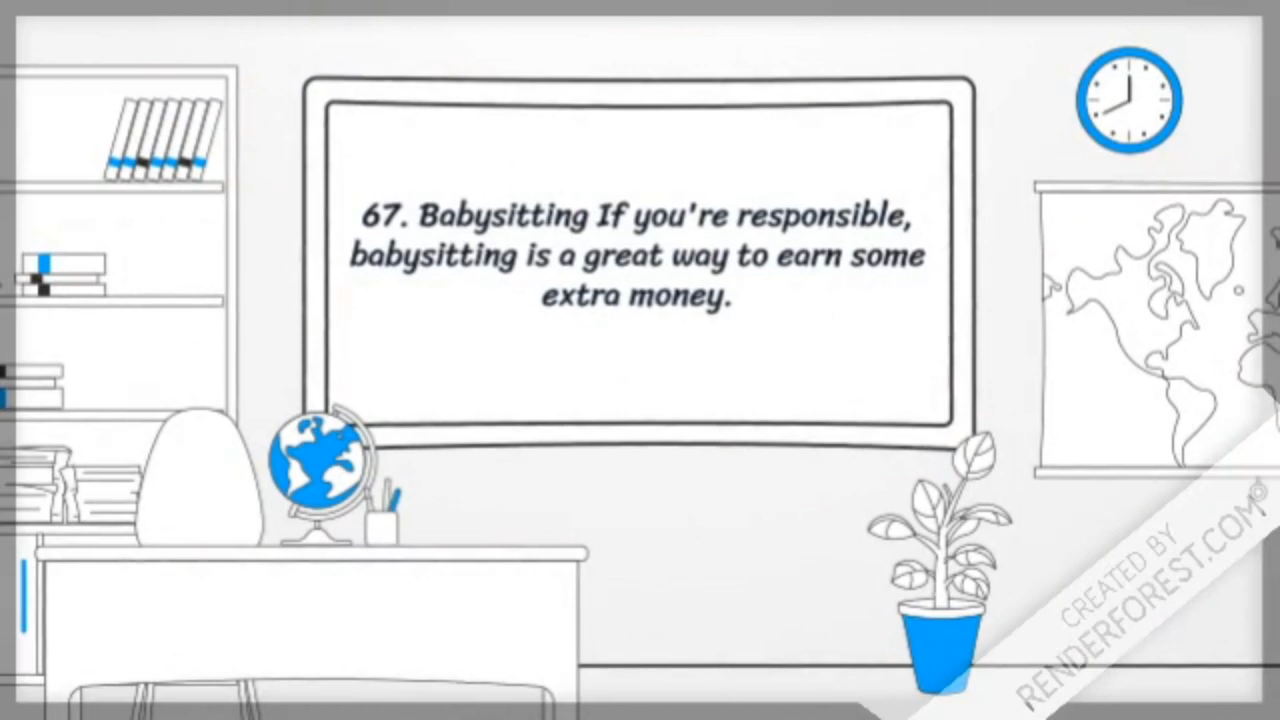 67. Babysitting If you're responsible,
babysitting is a great way to earn some
extra money.
CREATED BY
RENDERFOREST.COM